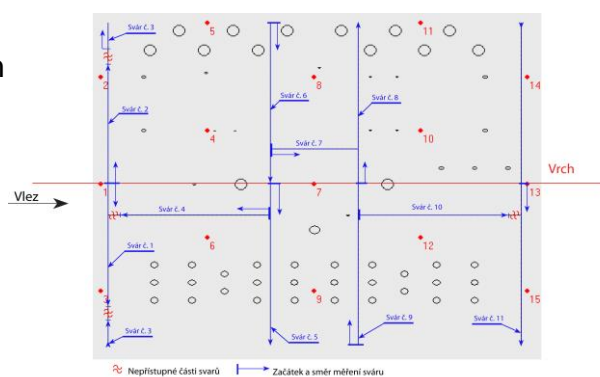 Svár č. 3
5
11
2
8
14
Svár č. 6
Svár č. 8
Svár č. 2
4
10
Svár č. 7
Vrch
1
7
13
Vlez
Svár č. 4
Svár č. 10
6
12
Svár č. 1
3
9
15
Svár č. 9
Svár č. 3
Svár č. 5
Svár č. 11
Nepřístupné části svarů
Začátek a směr měření sváru